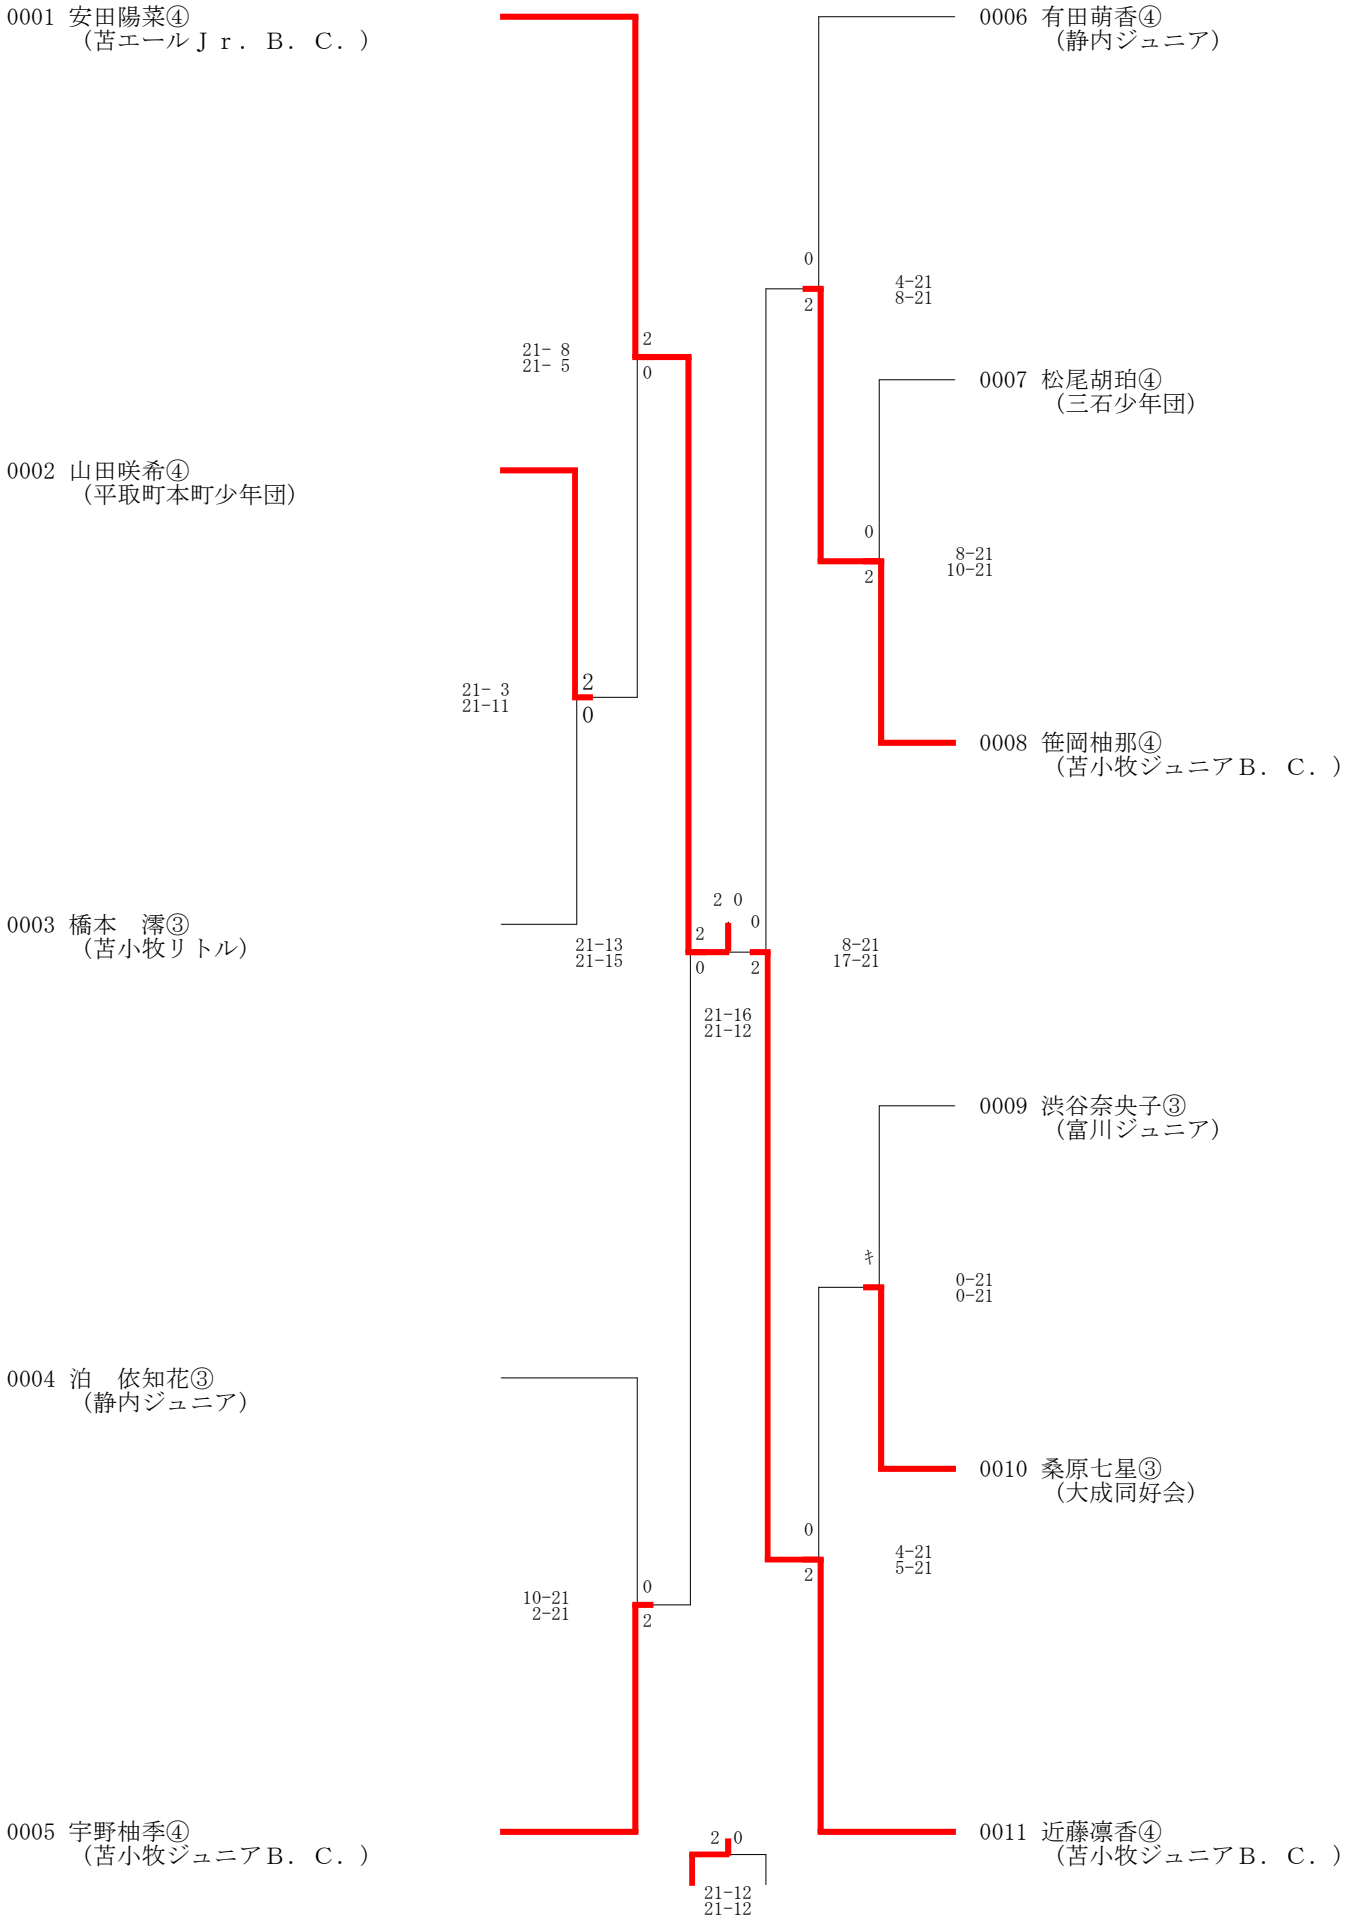 0001 安田陽菜④
（苫エールＪｒ．Ｂ．Ｃ．）
0006 有田萌香④
（静内ジュニア）
0
2
4-21
8-21
2
0
21- 8
21- 5
0007 松尾胡珀④
（三石少年団）
0002 山田咲希④
（平取町本町少年団）
0
2
8-21
10-21
21- 3
21-11
2
0
0008 笹岡柚那④
（苫小牧ジュニアＢ．Ｃ．）
0003 橋本　澪③
（苫小牧リトル）
21-13
21-15
2
0
2 0
0
2
8-21
17-21
21-16
21-12
0009 渋谷奈央子③
（富川ジュニア）
キ
0-21
0-21
0004 泊　依知花③
（静内ジュニア）
0010 桑原七星③
（大成同好会）
0
2
4-21
5-21
10-21
2-21
0
2
0005 宇野柚季④
（苫小牧ジュニアＢ．Ｃ．）
2 0
21-12
21-12
0011 近藤凛香④
（苫小牧ジュニアＢ．Ｃ．）